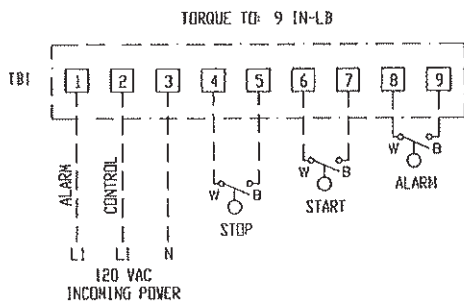 TORQUE TO: 9 IN-LB
TB1 1 2 3 4 5 6 7 8 9
ALARM
CONTROL
W B
STOP
W B
START
W B
ALARM
L1 L1 N
120 VAC
INCOMING POWER